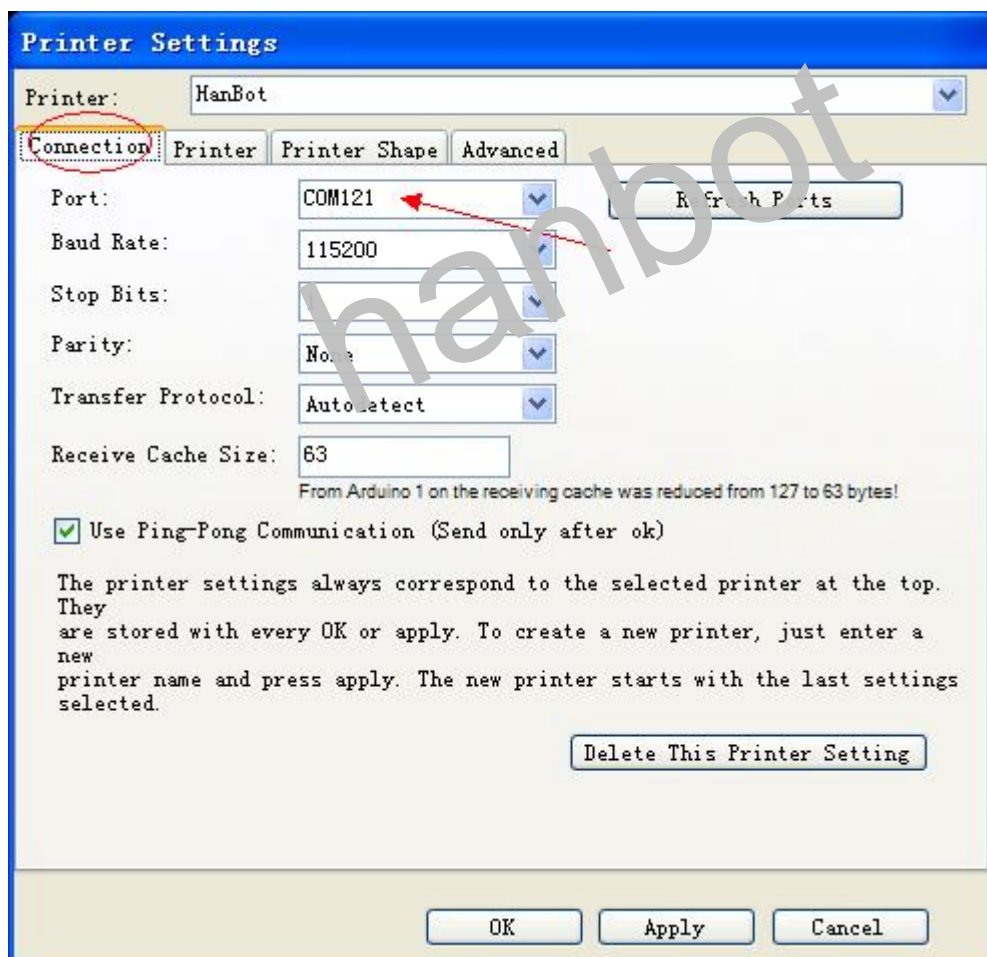 Printer Settings
Printer: HanBot
Connection Printer Printer Shape Advanced
Port: COM121 Refresh Ports
Baud Rate: 115200
Stop Bits:
Parity: None
Transfer Protocol: Autodetect
Receive Cache Size: 63
From Arduino 1 on the receiving cache was reduced from 127 to 63 bytes!
Use Ping-Pong Communication (Send only after ok)
The printer settings always correspond to the selected printer at the top.
They
are stored with every OK or apply. To create a new printer, just enter a
new
printer name and press apply. The new printer starts with the last settings
selected.
Delete This Printer Setting
OK Apply Cancel
hanbot